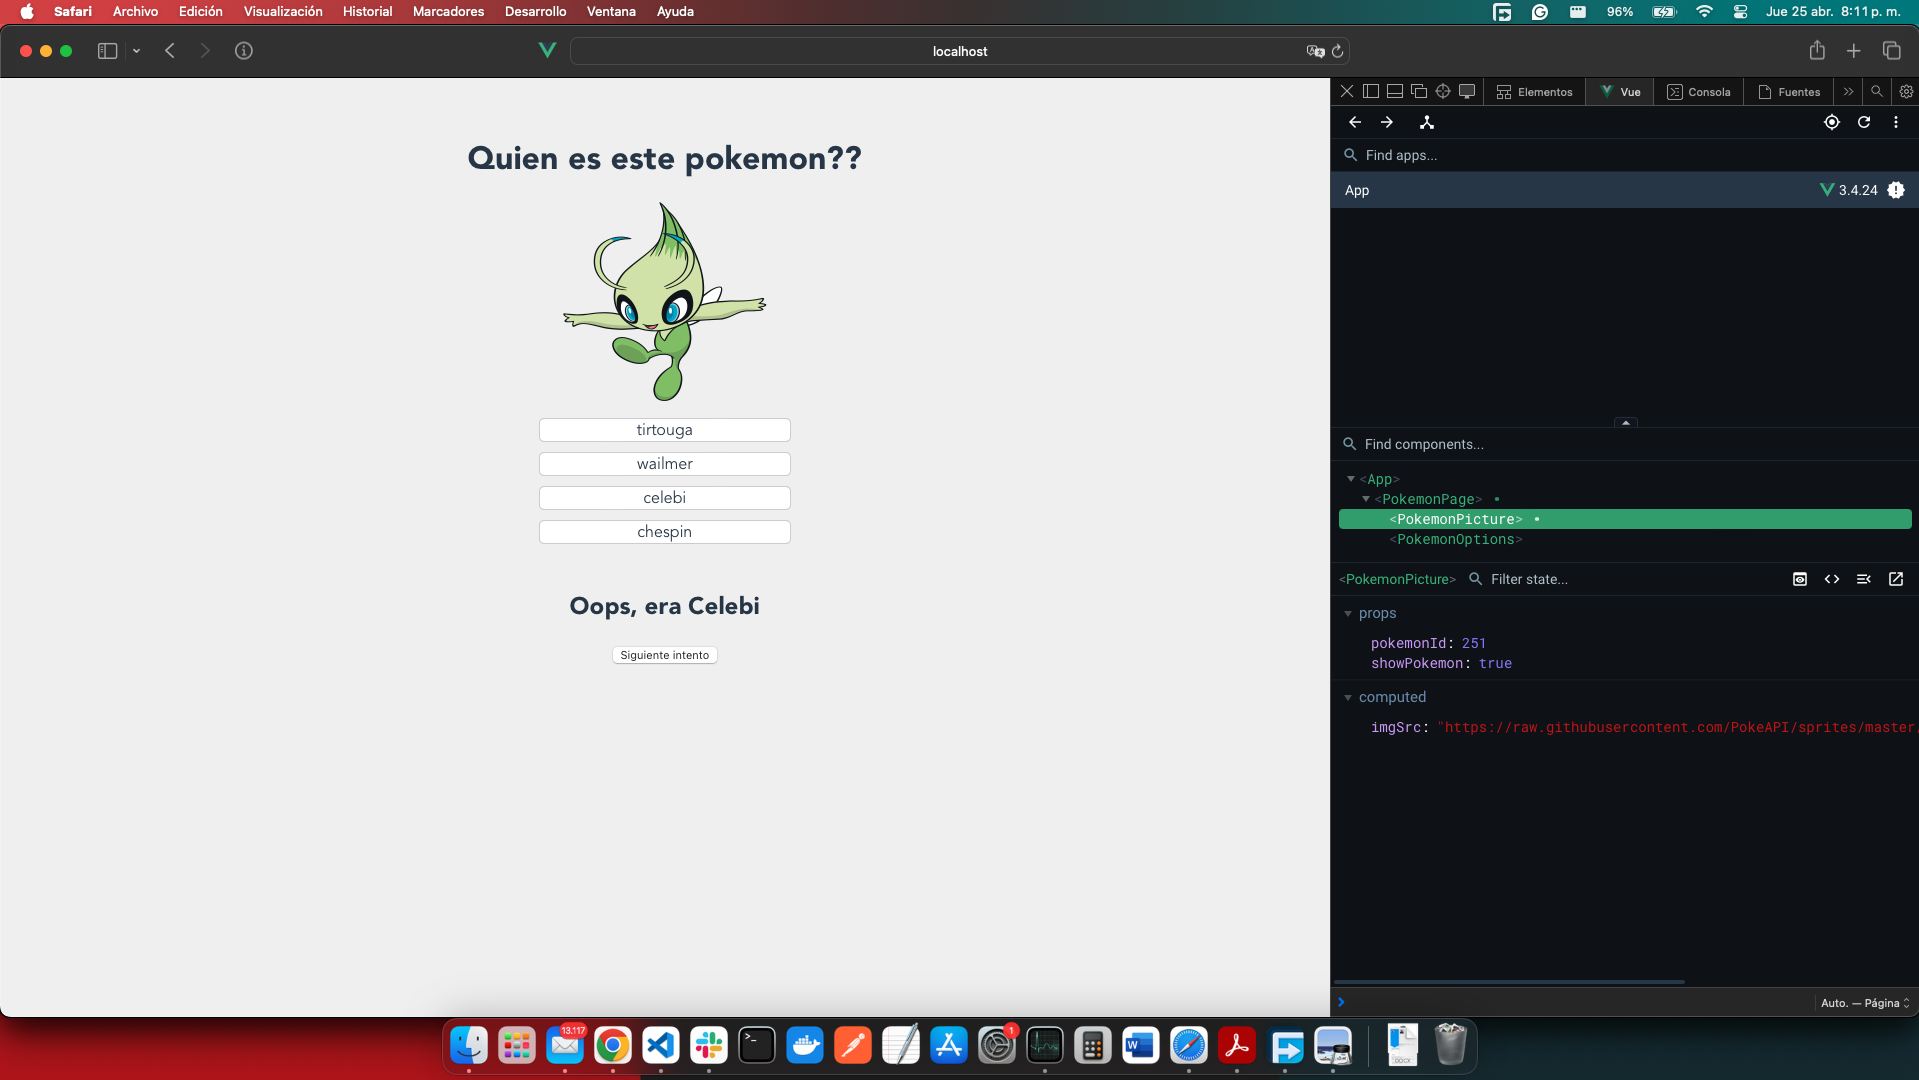 Safari Archivo Edición Visualización Historial Marcadores Desarrollo Ventana Ayuda 96% Jue 25 abr. 8:11 p. m.
localhost
Elementos Vue Consola Fuentes
Find apps...
App 3.4.24
Quien es este pokemon??
tirtouga
wailmer
celebi
chespin
Oops, era Celebi
Siguiente intento
Find components...
<App>
<PokemonPage>
<PokemonPicture>
<PokemonOptions>
<PokemonPicture> Filter state...
props
pokemonId: 251
showPokemon: true
computed
imgSrc: "https://raw.githubusercontent.com/PokeAPI/sprites/master/
Auto. — Página
13.117
1
DOCX